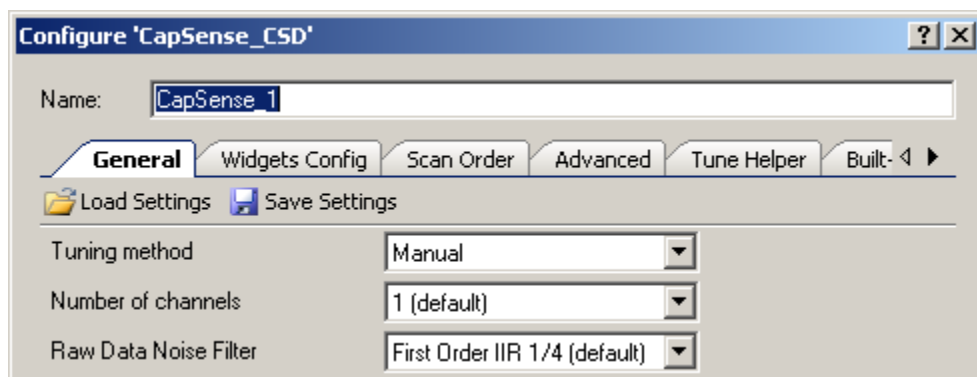 Configure 'CapSense_CSD'
Name: CapSense_1
General Widgets Config Scan Order Advanced Tune Helper Built-
Load Settings Save Settings
Tuning method Manual
Number of channels 1 (default)
Raw Data Noise Filter First Order IIR 1/4 (default)